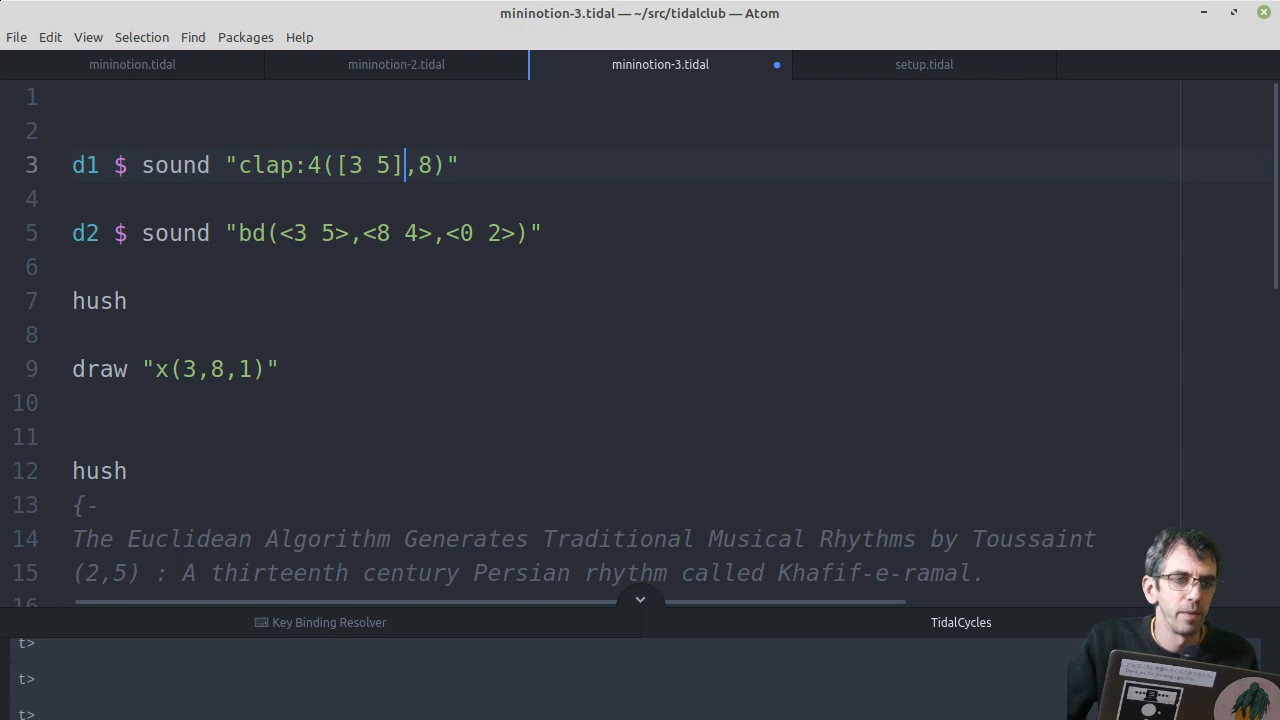 mininotion-3.tidal — ~/src/tidalclub — Atom
File Edit View Selection Find Packages Help
mininotion.tidal mininotion-2.tidal mininotion-3.tidal setup.tidal
1
2
3 d1 $ sound "clap:4([3 5],8)"
4
5 d2 $ sound "bd(<3 5>,<8 4>,<0 2>)"
6
7 hush
8
9 draw "x(3,8,1)"
10
11
12 hush
13 {-
14 The Euclidean Algorithm Generates Traditional Musical Rhythms by Toussaint
15 (2,5) : A thirteenth century Persian rhythm called Khafif-e-ramal.
16
Key Binding Resolver TidalCycles
t>
t>
t>